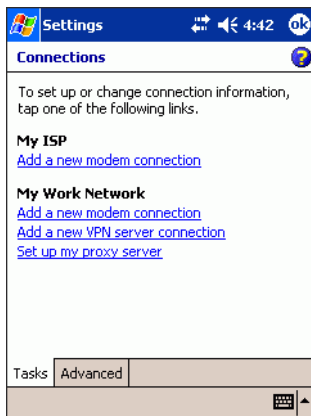 Settings 4:42 ok
Connections ?
To set up or change connection information,
tap one of the following links.
My ISP
Add a new modem connection
My Work Network
Add a new modem connection
Add a new VPN server connection
Set up my proxy server
Tasks Advanced